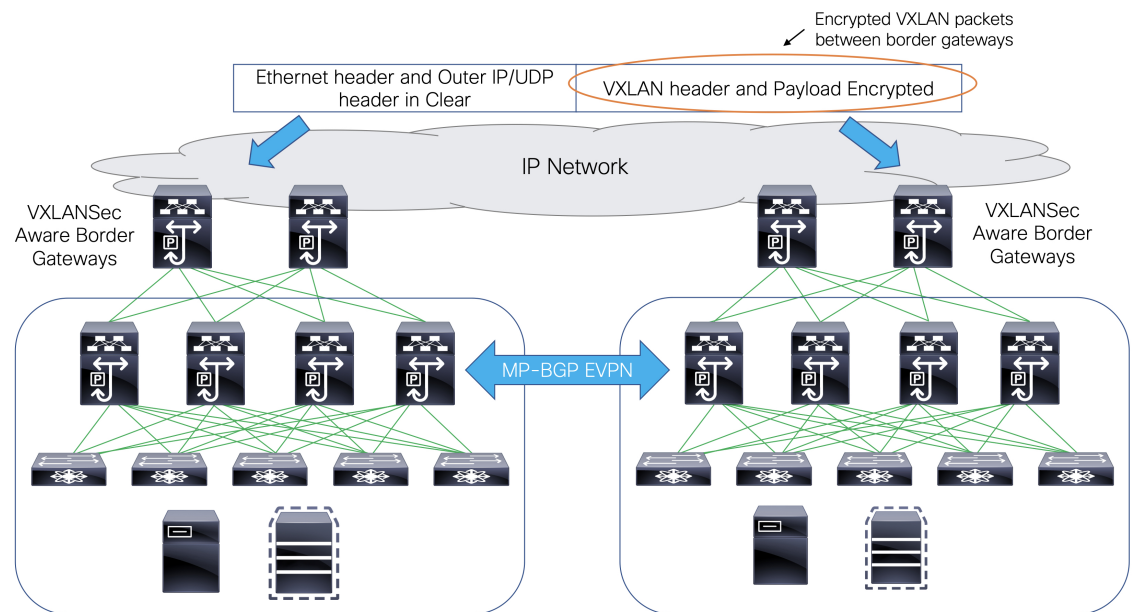 Encrypted VXLAN packets
between border gateways
Ethernet header and Outer IP/UDP
header in Clear
VXLAN header and Payload Encrypted
IP Network
VXLANSec
Aware Border
Gateways
P
P
P
P
VXLANSec
Aware Border
Gateways
P
P
P
P
MP-BGP EVPN
P
P
P
P